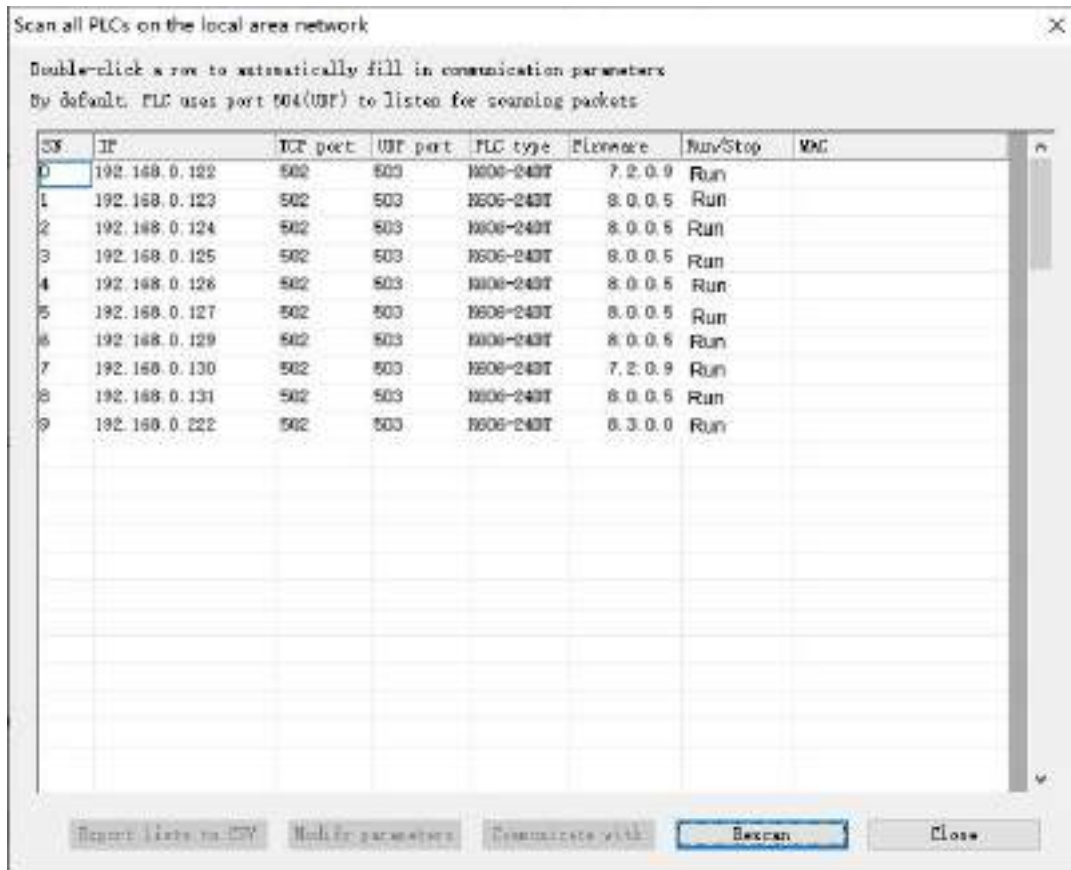 Scan all PLCs on the local area network
Double-click a row to automatically fill in communication parameters
By default, PLC uses port 504(UDP) to listen for scanning packets
SN IP TCP port UDP port PLC type Firmware Run/Stop MAC
0 192.168.0.122 502 503 7.2.0.9 Run
1 192.168.0.123 502 503 8.0.0.5 Run
2 192.168.0.124 502 503 8.0.0.5 Run
3 192.168.0.125 502 503 8.0.0.5 Run
4 192.168.0.126 502 503 8.0.0.5 Run
5 192.168.0.127 502 503 8.0.0.5 Run
6 192.168.0.129 502 503 8.0.0.5 Run
7 192.168.0.130 502 503 7.2.0.9 Run
8 192.168.0.131 502 503 8.0.0.5 Run
9 192.168.0.222 502 503 8.3.0.0 Run
Modify parameters Communicate with Rescan Close